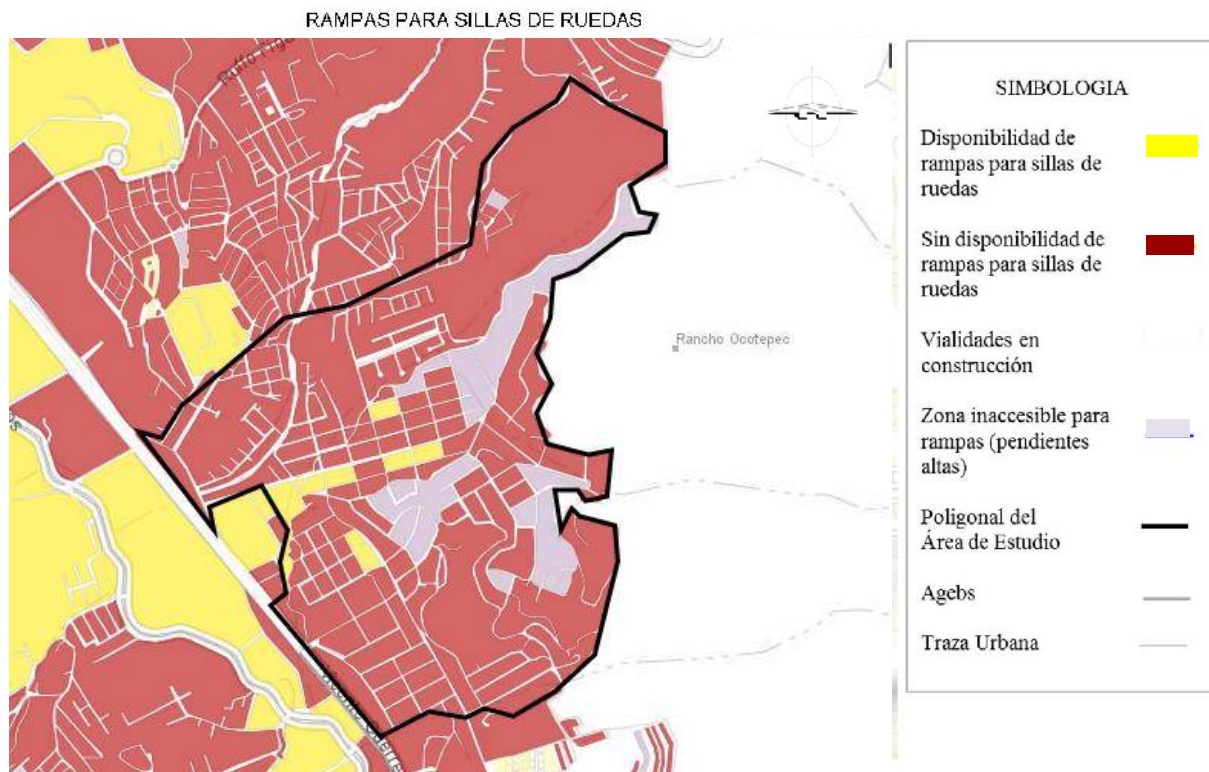 RAMPAS PARA SILLAS DE RUEDAS
Rancho Ocotepec
SIMBOLOGIA
Disponibilidad de
rampas para sillas de
ruedas
Sin disponibilidad de
rampas para sillas de
ruedas
Vialidades en
construcción
Zona inaccesible para
rampas (pendientes
altas)
Poligonal del
Área de Estudio
Agebs
Traza Urbana